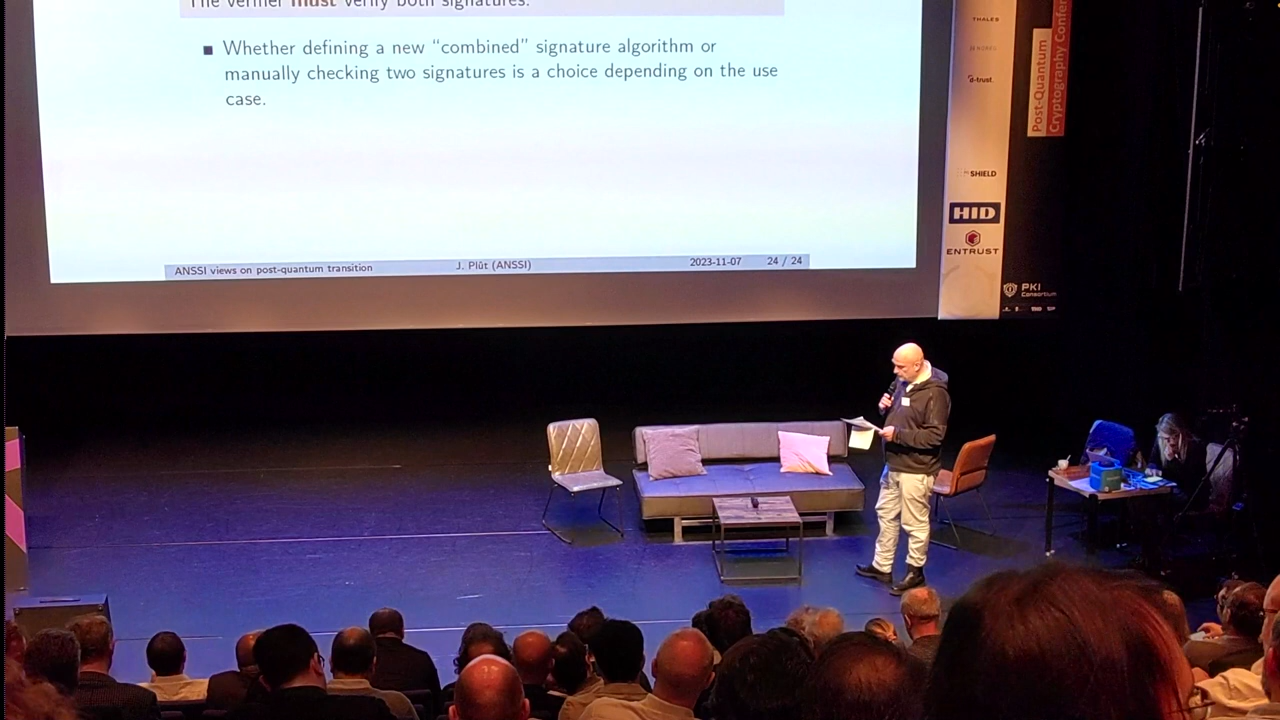 The verifier must verify both signatures.
■ Whether defining a new “combined” signature algorithm or
manually checking two signatures is a choice depending on the use
case.
ANSSI views on post-quantum transition
J. Plût (ANSSI)
2023-11-07
24 / 24
THALES
d-trust.
SHIELD
HID
ENTRUST
Post-Quantum
Cryptography Confer
PKI
Consortium